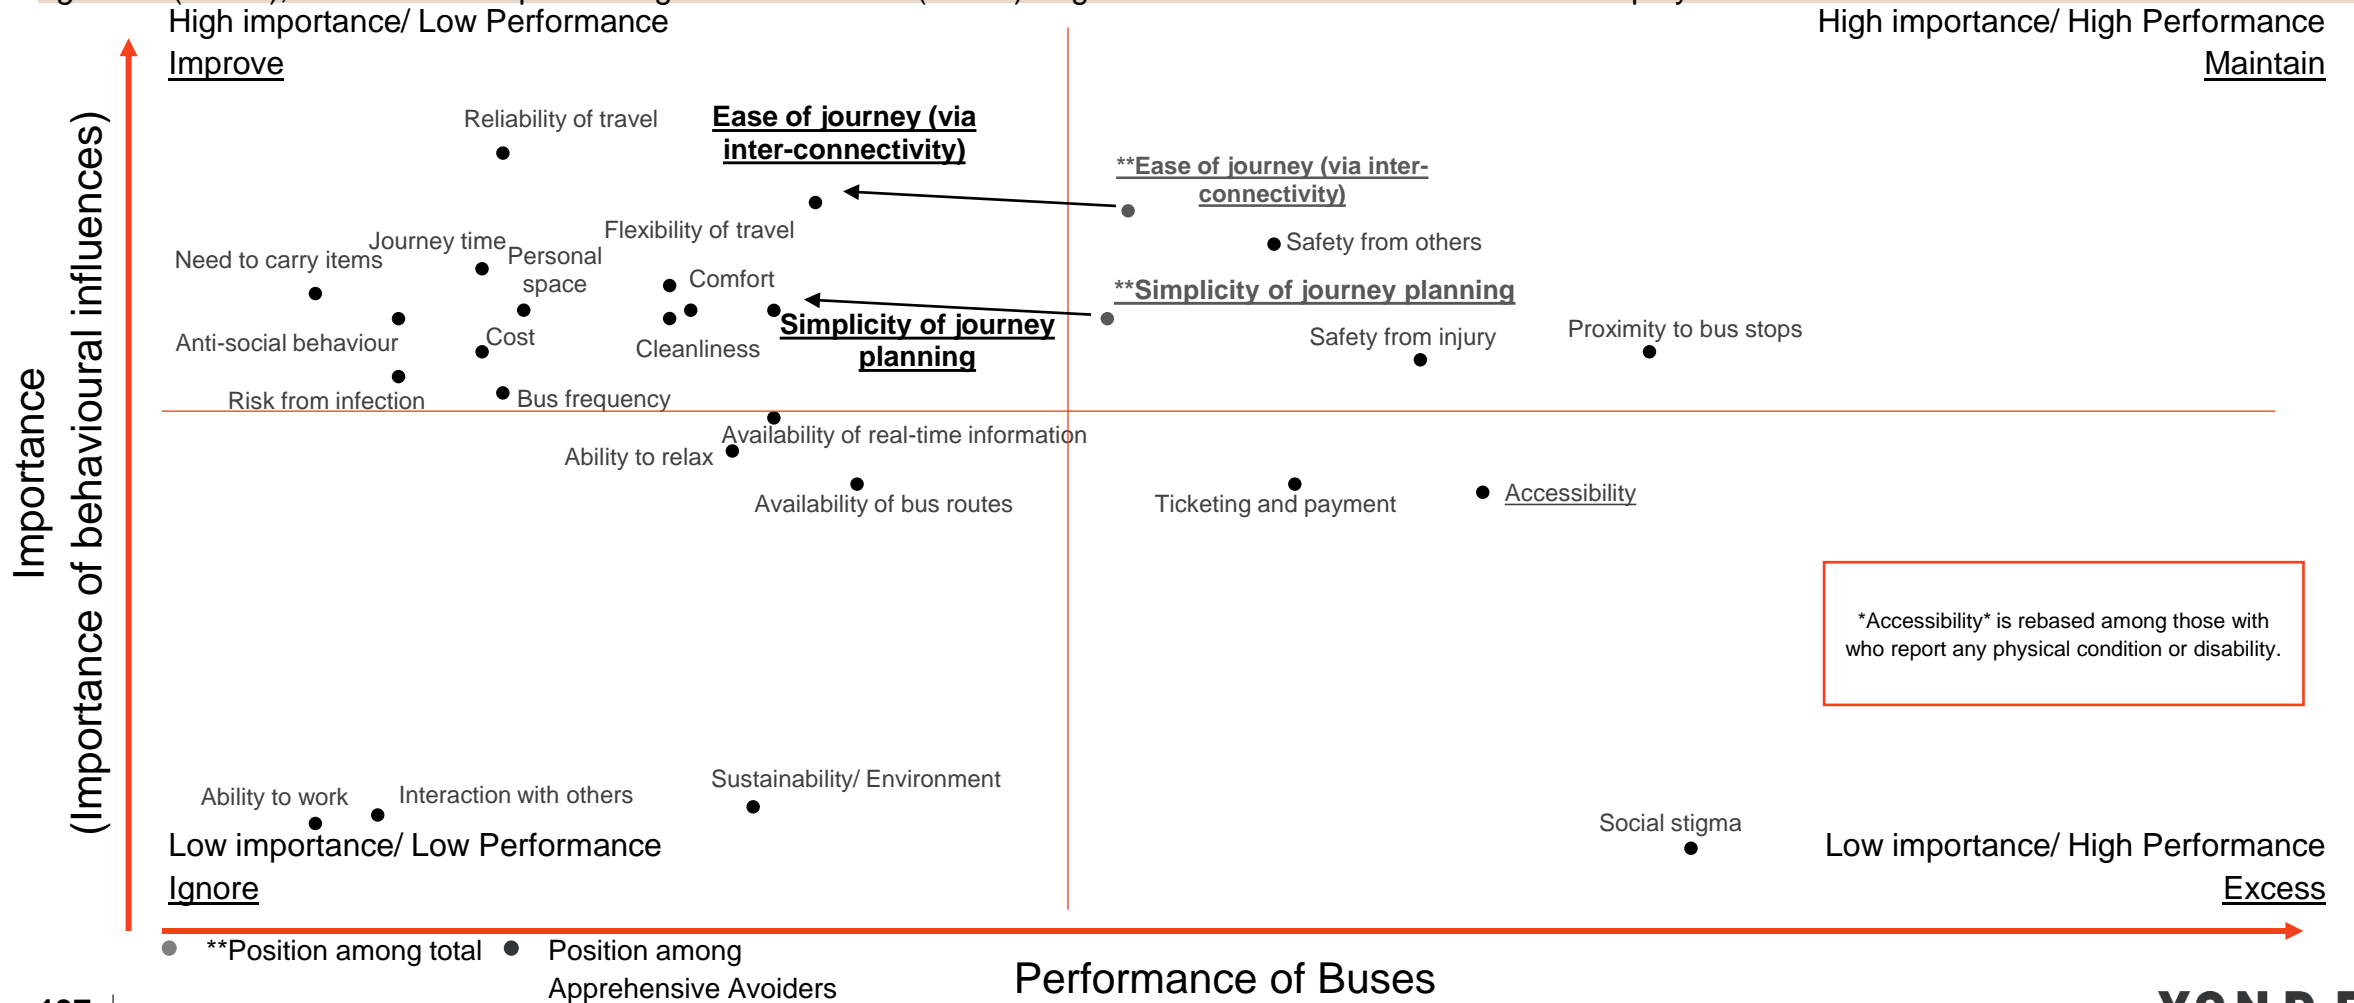 High importance/ Low Performance
Improve
High importance/ High Performance
Maintain
Reliability of travel
Ease of journey (via
inter-connectivity)
**Ease of journey (via inter-
connectivity)
Flexibility of travel
Safety from others
Journey time
Personal
space
Need to carry items
Comfort
**Simplicity of journey planning
Simplicity of journey
planning
Anti-social behaviour
Cost
Cleanliness
Safety from injury
Proximity to bus stops
Risk from infection
Bus frequency
Availability of real-time information
Ability to relax
Availability of bus routes
Ticketing and payment
Accessibility
*Accessibility* is rebased among those with
who report any physical condition or disability.
Importance
(Importance of behavioural influences)
Sustainability/ Environment
Ability to work
Interaction with others
Social stigma
Low importance/ Low Performance
Ignore
Low importance/ High Performance
Excess
**Position among total
Position among
Apprehensive Avoiders
Performance of Buses